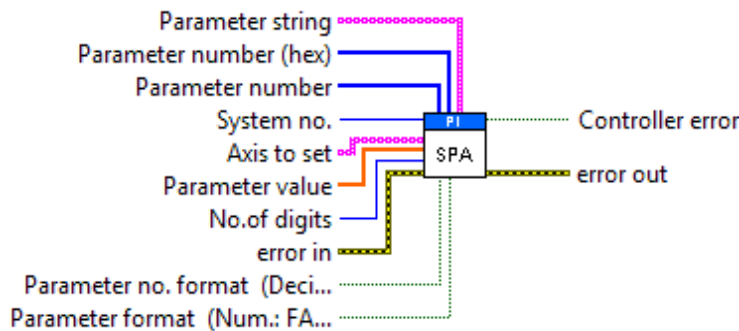 Parameter string
Parameter number (hex)
Parameter number
System no.
Axis to set
Parameter value
No.of digits
error in
Parameter no. format (Deci...
Parameter format (Num.: FA...
PI
SPA
Controller error
error out